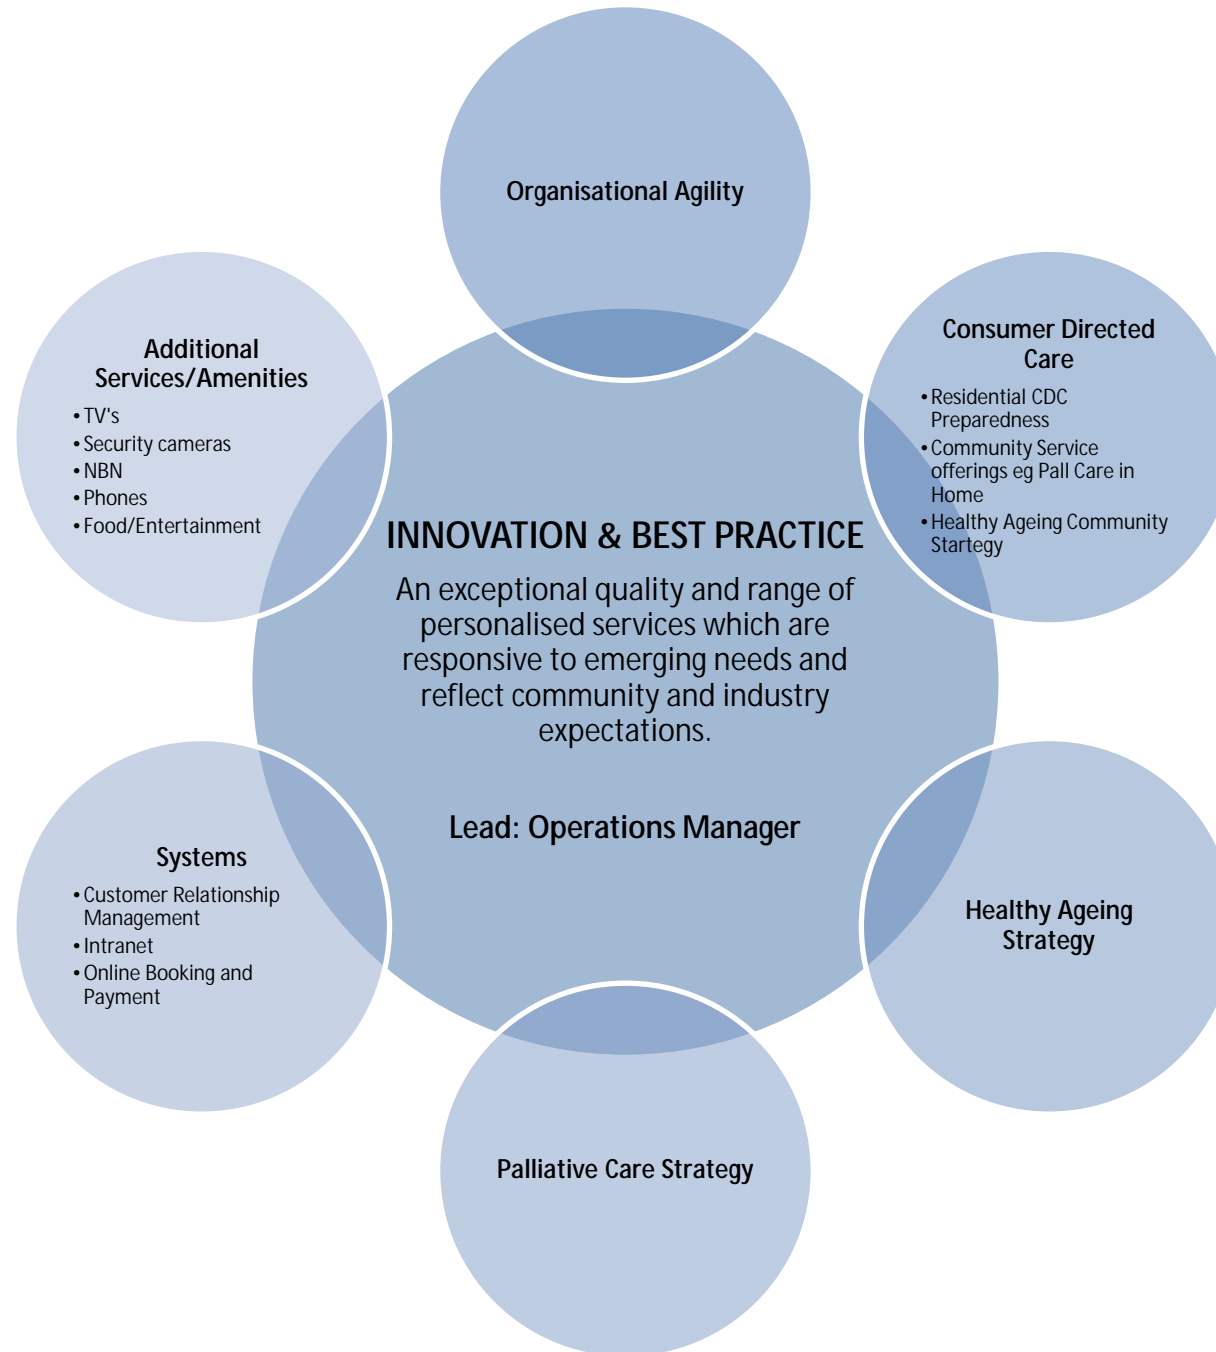 Organisational Agility
Consumer Directed
Care
• Residential CDC
Preparedness
• Community Service
offerings eg Pall Care in
Home
• Healthy Ageing Community
Startegy
Additional
Services/Amenities
• TV's
• Security cameras
• NBN
• Phones
• Food/Entertainment
INNOVATION & BEST PRACTICE
An exceptional quality and range of
personalised services which are
responsive to emerging needs and
reflect community and industry
expectations.
Lead: Operations Manager
Systems
• Customer Relationship
Management
• Intranet
• Online Booking and
Payment
Healthy Ageing
Strategy
Palliative Care Strategy